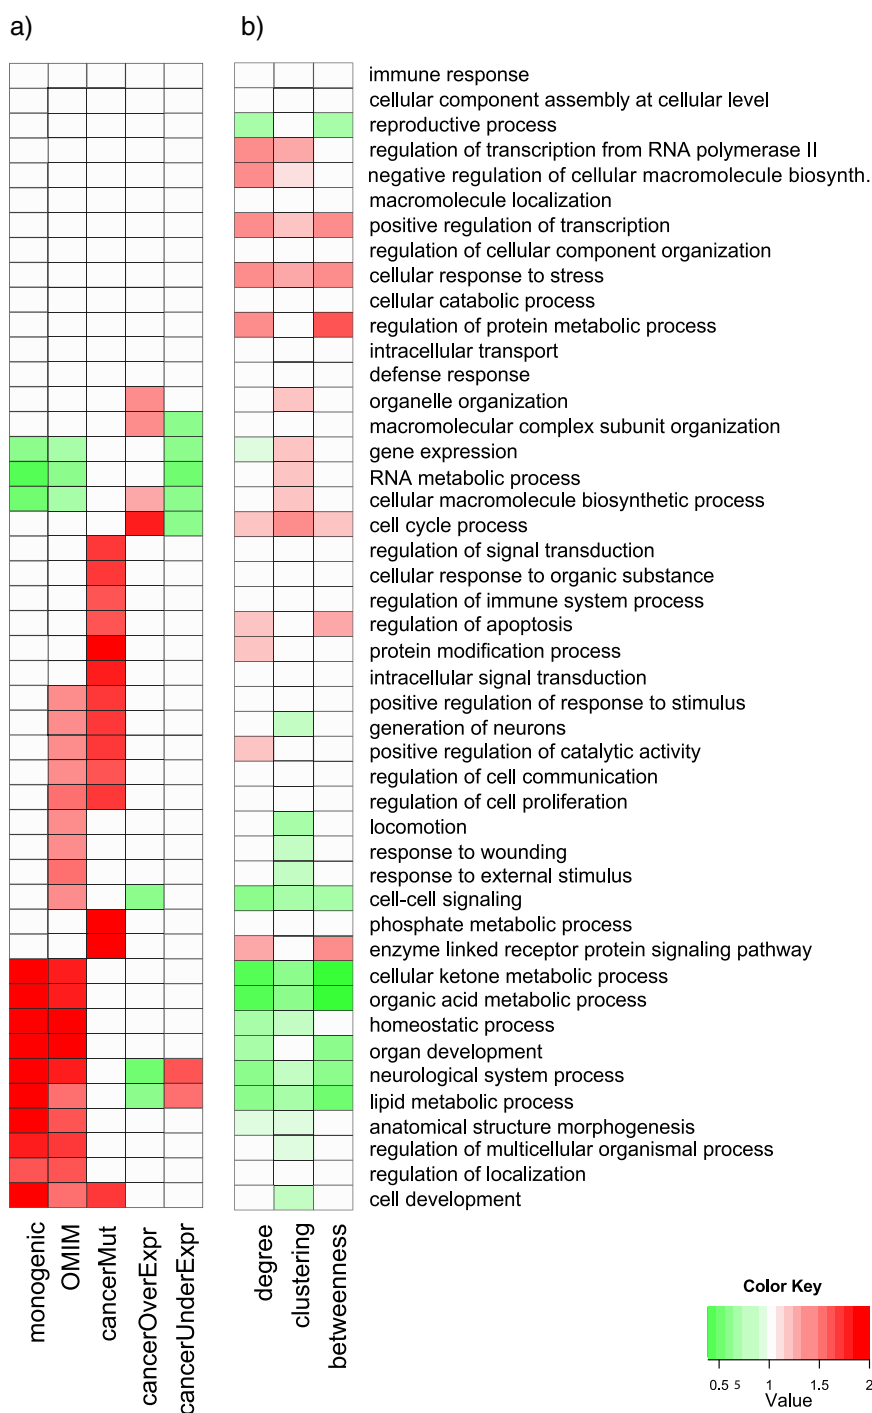 a)
b)
immune response
cellular component assembly at cellular level
reproductive process
regulation of transcription from RNA polymerase II
negative regulation of cellular macromolecule biosynth.
macromolecule localization
positive regulation of transcription
regulation of cellular component organization
cellular response to stress
cellular catabolic process
regulation of protein metabolic process
intracellular transport
defense response
organelle organization
macromolecular complex subunit organization
gene expression
RNA metabolic process
cellular macromolecule biosynthetic process
cell cycle process
regulation of signal transduction
cellular response to organic substance
regulation of immune system process
regulation of apoptosis
protein modification process
intracellular signal transduction
positive regulation of response to stimulus
generation of neurons
positive regulation of catalytic activity
regulation of cell communication
regulation of cell proliferation
locomotion
response to wounding
response to external stimulus
cell-cell signaling
phosphate metabolic process
enzyme linked receptor protein signaling pathway
cellular ketone metabolic process
organic acid metabolic process
homeostatic process
organ development
neurological system process
lipid metabolic process
anatomical structure morphogenesis
regulation of multicellular organismal process
regulation of localization
cell development
monogenic
OMIM
cancerMut
cancerOverExpr
cancerUnderExpr
degree
clustering
betweenness
Color Key
0.5 5 1 1.5 2
Value